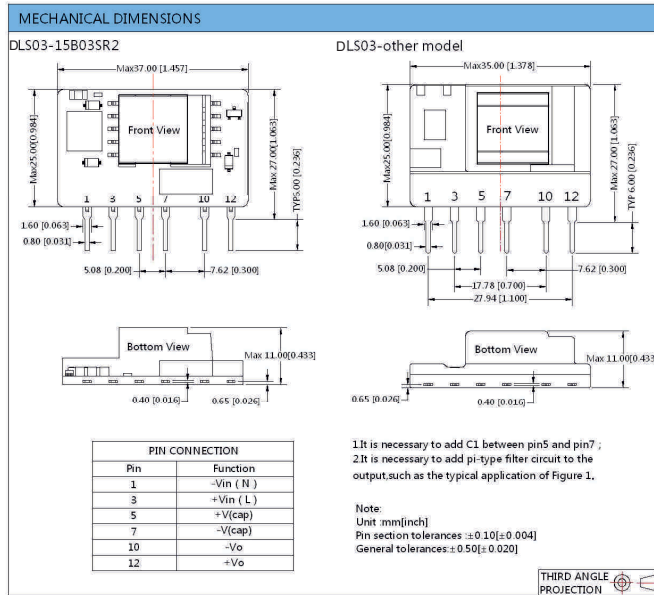 MECHANICAL DIMENSIONS
DLS03-15B03SR2
Max37.00 [1.457]
Max25.00[0.984]
Front View
Max 27.00[1.063]
TYP6.00 [0.236]
1 3 5 7 10 12
1.60 [0.063]
0.80 [0.031]
5.08 [0.200]
7.62 [0.300]
DLS03-other model
Max35.00 [1.378]
Max25.00[0.984]
Front View
Max 27.00 [1.063]
TYP 6.00 [0.236]
1 3 5 7 10 12
1.60 [0.063]
0.80[0.031]
5.08 [0.200]
7.62 [0.300]
17.78 [0.700]
27.94 [1.100]
Bottom View
Max 11.00[0.433]
0.40 [0.016]
0.65 [0.026]
Bottom View
Max 11.00[0.433]
0.65 [0.026]
0.40 [0.016]
PIN CONNECTION
Pin Function
1 -Vin ( N )
3 +Vin ( L )
5 +V(cap)
7 -V(cap)
10 -Vo
12 +Vo
1.It is necessary to add C1 between pin5 and pin7 ;
2.It is necessary to add pi-type filter circuit to the
output,such as the typical application of Figure 1。
Note:
Unit :mm[inch]
Pin section tolerances :±0.10[±0.004]
General tolerances:±0.50[±0.020]
THIRD ANGLE
PROJECTION